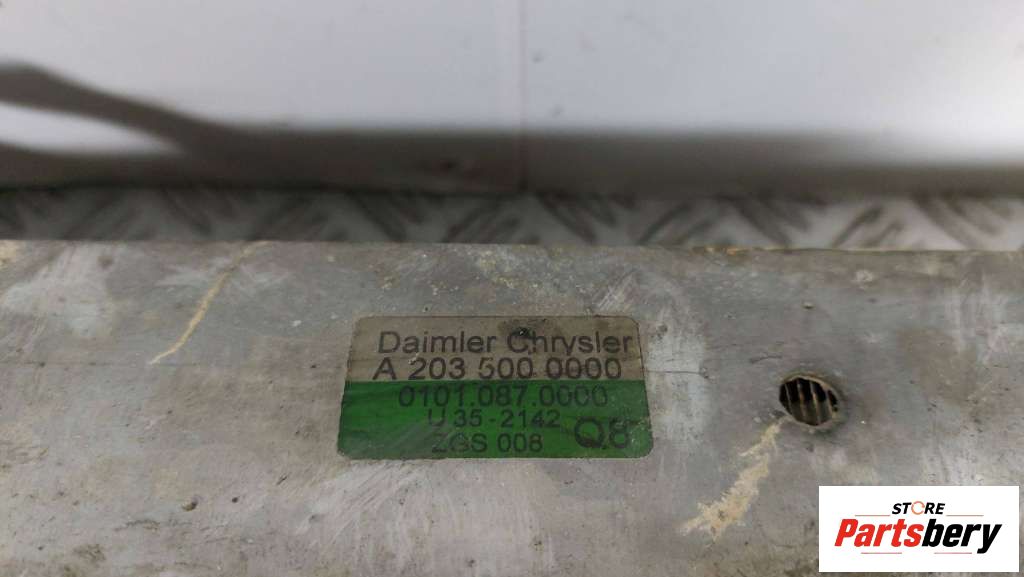 Daimler Chrysler
A 203 500 0000
0101.087.0000
U 35 - 2142
ZGS 008 Q8
STORE
Partsbery